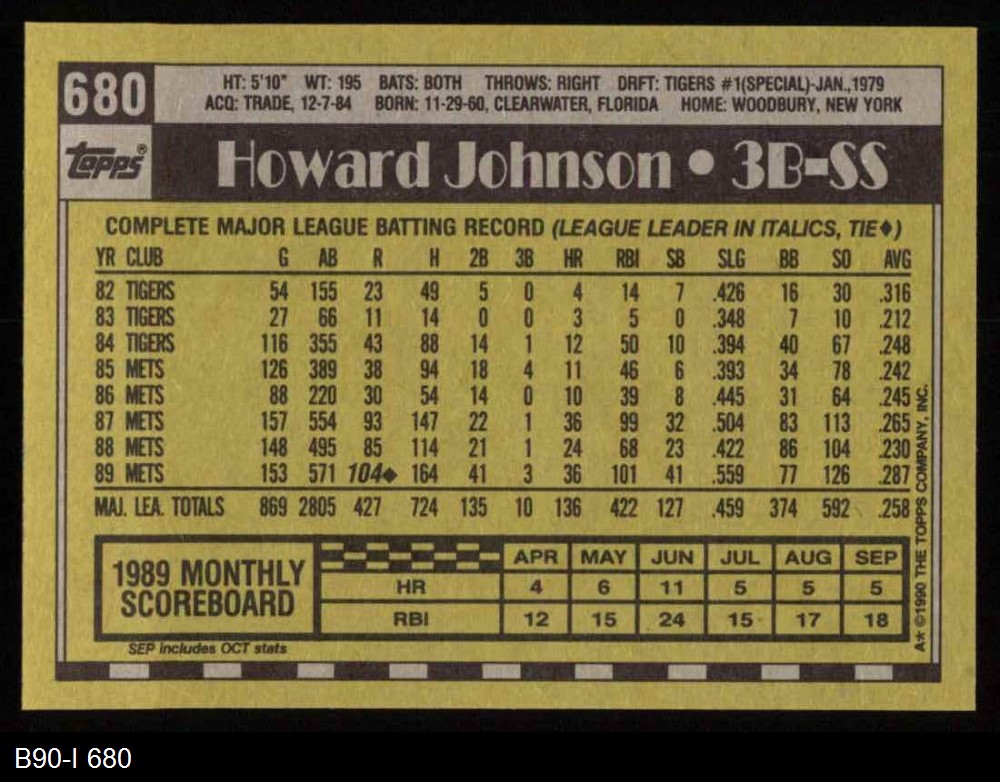 680
HT: 5'10" WT: 195 BATS: BOTH THROWS: RIGHT DRFT: TIGERS #1(SPECIAL)-JAN.,1979
ACQ: TRADE, 12-7-84 BORN: 11-29-60, CLEARWATER, FLORIDA HOME: WOODBURY, NEW YORK
Topps®
Howard Johnson • 3B-SS
COMPLETE MAJOR LEAGUE BATTING RECORD (LEAGUE LEADER IN ITALICS, TIE♦)
YR CLUB G AB R H 2B 3B HR RBI SB SLG BB SO AVG
82 TIGERS 54 155 23 49 5 0 4 14 7 .426 16 30 .316
83 TIGERS 27 66 11 14 0 0 3 5 0 .348 7 10 .212
84 TIGERS 116 355 43 88 14 1 12 50 10 .394 40 67 .248
85 METS 126 389 38 94 18 4 11 46 6 .393 34 78 .242
86 METS 88 220 30 54 14 0 10 39 8 .445 31 64 .245
87 METS 157 554 93 147 22 1 36 99 32 .504 83 113 .265
88 METS 148 495 85 114 21 1 24 68 23 .422 86 104 .230
89 METS 153 571 104♦ 164 41 3 36 101 41 .559 77 126 .287
MAJ. LEA. TOTALS 869 2805 427 724 135 10 136 422 127 .459 374 592 .258
1989 MONTHLY
SCOREBOARD
APR MAY JUN JUL AUG SEP
HR 4 6 11 5 5 5
RBI 12 15 24 15 17 18
SEP includes OCT stats
A* ©1990 THE TOPPS COMPANY, INC.
B90-I 680